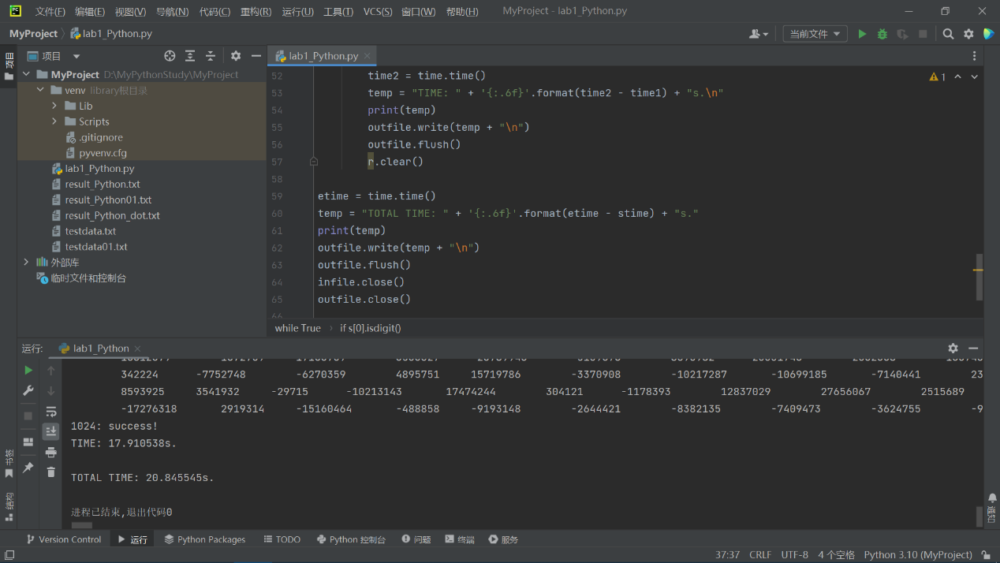 PC 文件(F) 编辑(E) 视图(V) 导航(N) 代码(C) 重构(R) 运行(U) 工具(T) VCS(S) 窗口(W) 帮助(H) MyProject - lab1_Python.py
MyProject lab1_Python.py 当前文件
项目
项目
lab1_Python.py
MyProject D:\MyPythonStudy\MyProject
venv library根目录
Lib
Scripts
.gitignore
pyvenv.cfg
lab1_Python.py
result_Python.txt
result_Python01.txt
result_Python_dot.txt
testdata.txt
testdata01.txt
外部库
临时文件和控制台
1
52 time2 = time.time()
53 temp = "TIME: " + '{:.6f}'.format(time2 - time1) + "s.\n"
54 print(temp)
55 outfile.write(temp + "\n")
56 outfile.flush()
57 r.clear()
58
59 etime = time.time()
60 temp = "TOTAL TIME: " + '{:.6f}'.format(etime - stime) + "s."
61 print(temp)
62 outfile.write(temp + "\n")
63 outfile.flush()
64 infile.close()
65 outfile.close()
66
while True if s[0].isdigit()
运行: lab1_Python
342224 -7752748 -6270359 4895751 15719786 -3370908 -10217287 -10699185 -7140441 23
8593925 3541932 -29715 -10213143 17474244 304121 -1178393 12837029 27656067 2515689
-17276318 2919314 -15160464 -488858 -9193148 -2644421 -8382135 -7409473 -3624755 -9
1024: success!
TIME: 17.910538s.
TOTAL TIME: 20.845545s.
进程已结束,退出代码0
书签
结构
通知
Version Control 运行 Python Packages TODO Python 控制台 问题 终端 服务
37:37 CRLF UTF-8 4 个空格 Python 3.10 (MyProject)